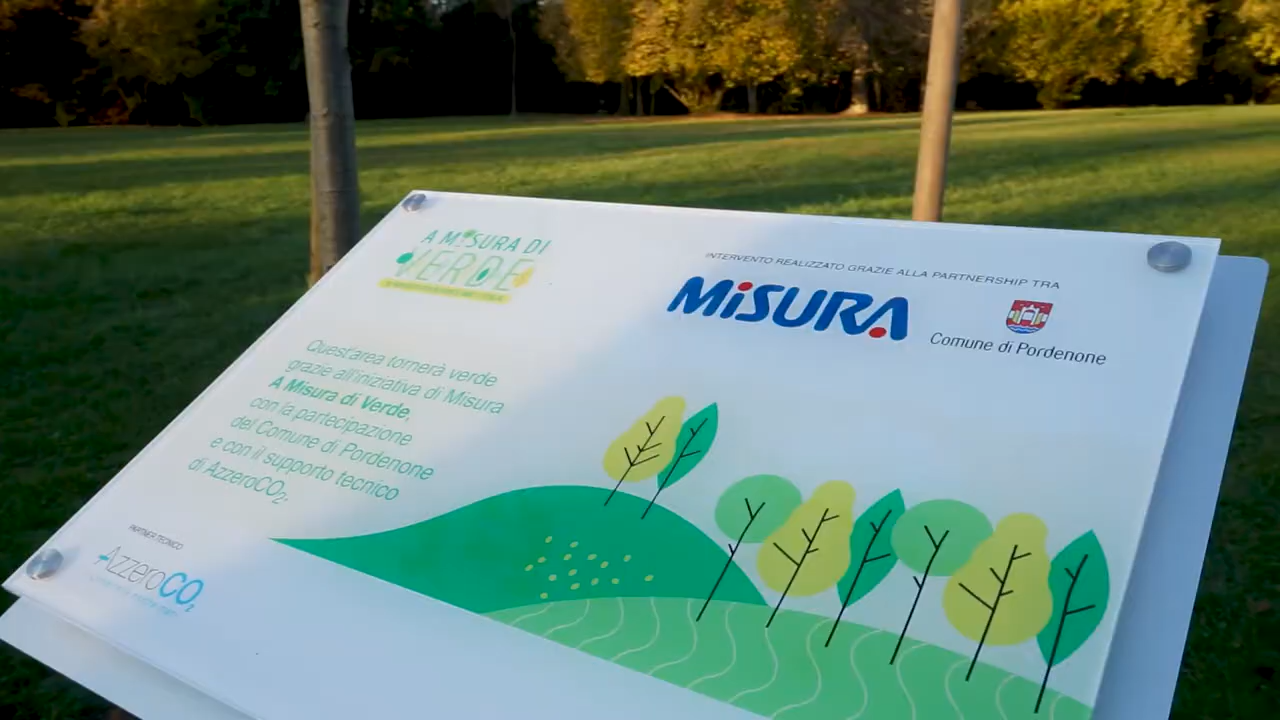 A MiSURA DI
VERDE
INTERVENTO REALIZZATO GRAZIE ALLA PARTNERSHIP TRA
MiSURA
Comune di Pordenone
Quest'area tornerà verde
grazie all'iniziativa di Misura
A Misura di Verde,
con la partecipazione
del Comune di Pordenone
e con il supporto tecnico
di AzzeroCO₂.
PARTNER TECNICO
AzzeroCO₂